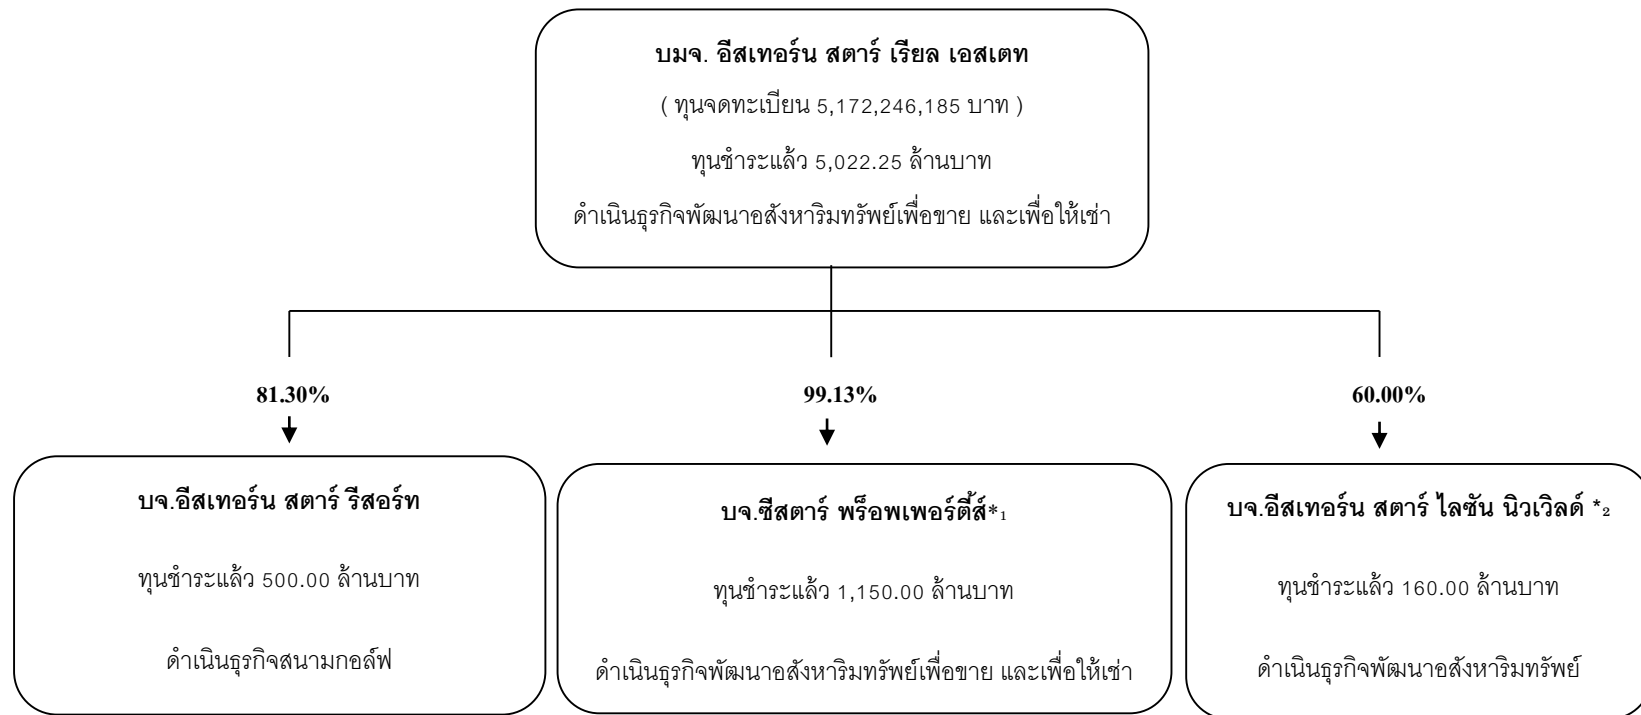 บมจ. อีสเทอร์น สตาร์ เรียล เอสเตท
( ทุนจดทะเบียน 5,172,246,185 บาท )
ทุนชำระแล้ว 5,022.25 ล้านบาท
ดำเนินธุรกิจพัฒนาอสังหาริมทรัพย์เพื่อขาย และเพื่อให้เช่า
81.30%
99.13%
60.00%
บจ.อีสเทอร์น สตาร์ รีสอร์ท
ทุนชำระแล้ว 500.00 ล้านบาท
ดำเนินธุรกิจสนามกอล์ฟ
บจ.ซีสตาร์ พร็อพเพอร์ตี้ส์*1
ทุนชำระแล้ว 1,150.00 ล้านบาท
ดำเนินธุรกิจพัฒนาอสังหาริมทรัพย์เพื่อขาย และเพื่อให้เช่า
บจ.อีสเทอร์น สตาร์ ไลซัน นิวเวิลด์ *2
ทุนชำระแล้ว 160.00 ล้านบาท
ดำเนินธุรกิจพัฒนาอสังหาริมทรัพย์